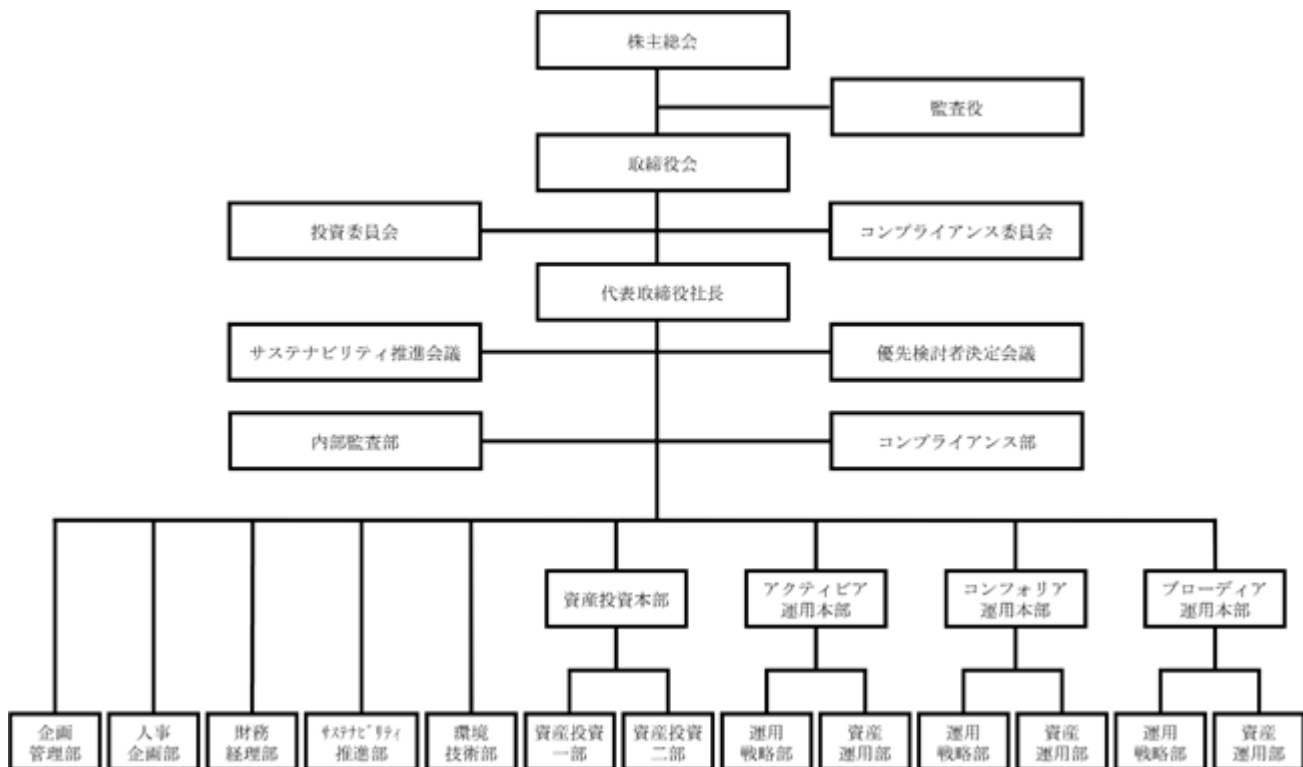 株主総会
監査役
取締役会
投資委員会
コンプライアンス委員会
代表取締役社長
サステナビリティ推進会議
優先検討者決定会議
内部監査部
コンプライアンス部
資産投資本部
アクティビア
運用本部
コンフォリア
運用本部
ブローディア
運用本部
企画
管理部
人事
企画部
財務
経理部
ｻｽﾃﾅﾋﾞﾘﾃｨ
推進部
環境
技術部
資産投資
一部
資産投資
二部
運用
戦略部
資産
運用部
運用
戦略部
資産
運用部
運用
戦略部
資産
運用部